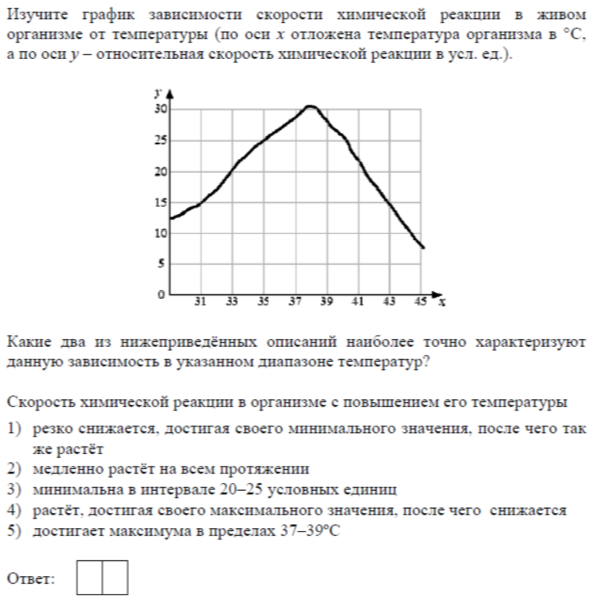 Изучите график зависимости скорости химической реакции в живом
организме от температуры (по оси x отложена температура организма в °С,
а по оси y – относительная скорость химической реакции в усл. ед.).
y
30
25
20
15
10
5
0
31 33 35 37 39 41 43 45 x
Какие два из нижеприведённых описаний наиболее точно характеризуют
данную зависимость в указанном диапазоне температур?
Скорость химической реакции в организме с повышением его температуры
1) резко снижается, достигая своего минимального значения, после чего так
же растёт
2) медленно растёт на всем протяжении
3) минимальна в интервале 20–25 условных единиц
4) растёт, достигая своего максимального значения, после чего снижается
5) достигает максимума в пределах 37–39°С
Ответ: